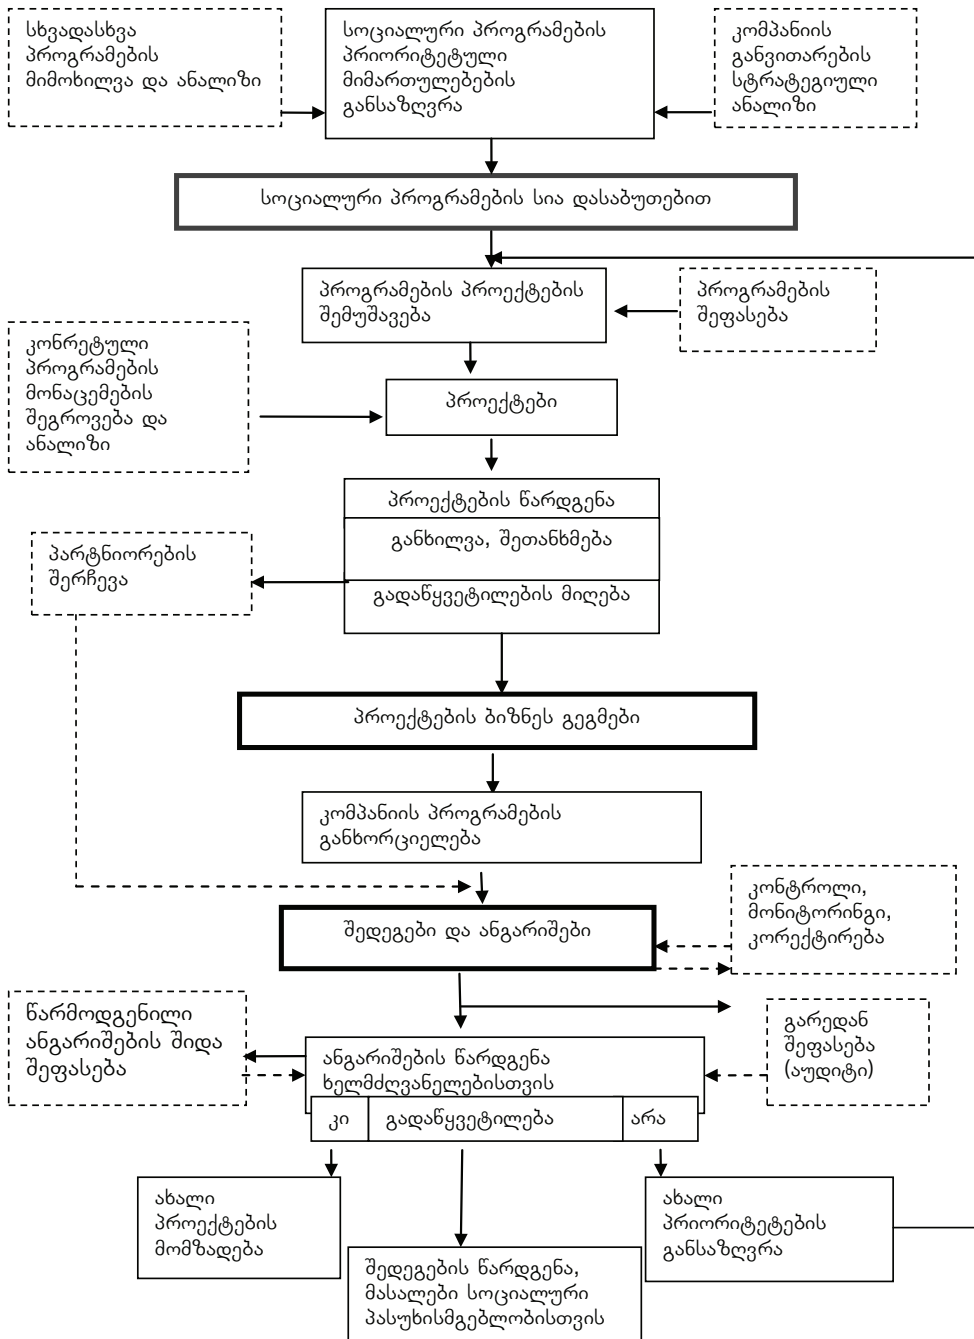 სხვადასხვა
პროგრამების
მიმოხილვა და ანალიზი
სოციალური პროგრამების
პრიორიტეტული
მიმართულებების
განსაზღვრა
კომპანიის
განვითარების
სტრატეგიული
ანალიზი
სოციალური პროგრამების სია დასაბუთებით
პროგრამების პროექტების
შემუშავება
პროგრამების
შეფასება
კონრეტული
პროგრამების
მონაცემების
შეგროვება და
ანალიზი
პროექტები
პროექტების წარდგენა
განხილვა, შეთანხმება
გადაწყვეტილების მიღება
პარტნიორების
შერჩევა
პროექტების ბიზნეს გეგმები
კომპანიის პროგრამების
განხორციელება
შედეგები და ანგარიშები
კონტროლი,
მონიტორინგი,
კორექტირება
წარმოდგენილი
ანგარიშების შიდა
შეფასება
ანგარიშების წარდგენა
ხელმძღვანელებისთვის
გარედან
შეფასება
(აუდიტი)
კი გადაწყვეტილება არა
ახალი
პროექტების
მომზადება
შედეგების წარდგენა,
მასალები სოციალური
პასუხისმგებლობისთვის
ახალი
პრიორიტეტების
განსაზღვრა